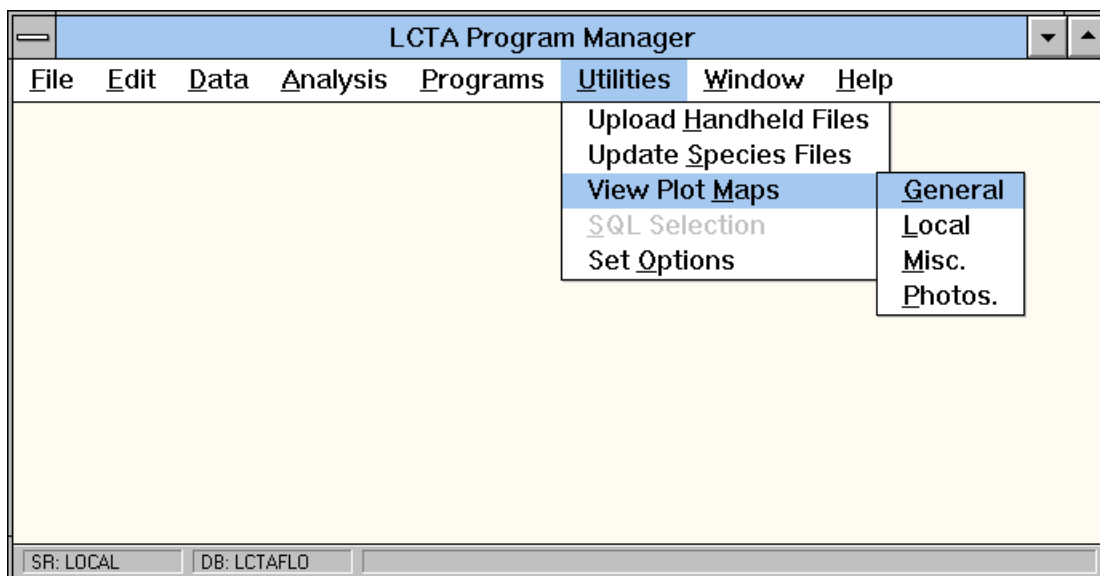 LCTA Program Manager
File Edit Data Analysis Programs Utilities Window Help
Upload Handheld Files
Update Species Files
View Plot Maps General
SQL Selection Local
Set Options Misc.
Photos.
SR: LOCAL DB: LCTAFLO